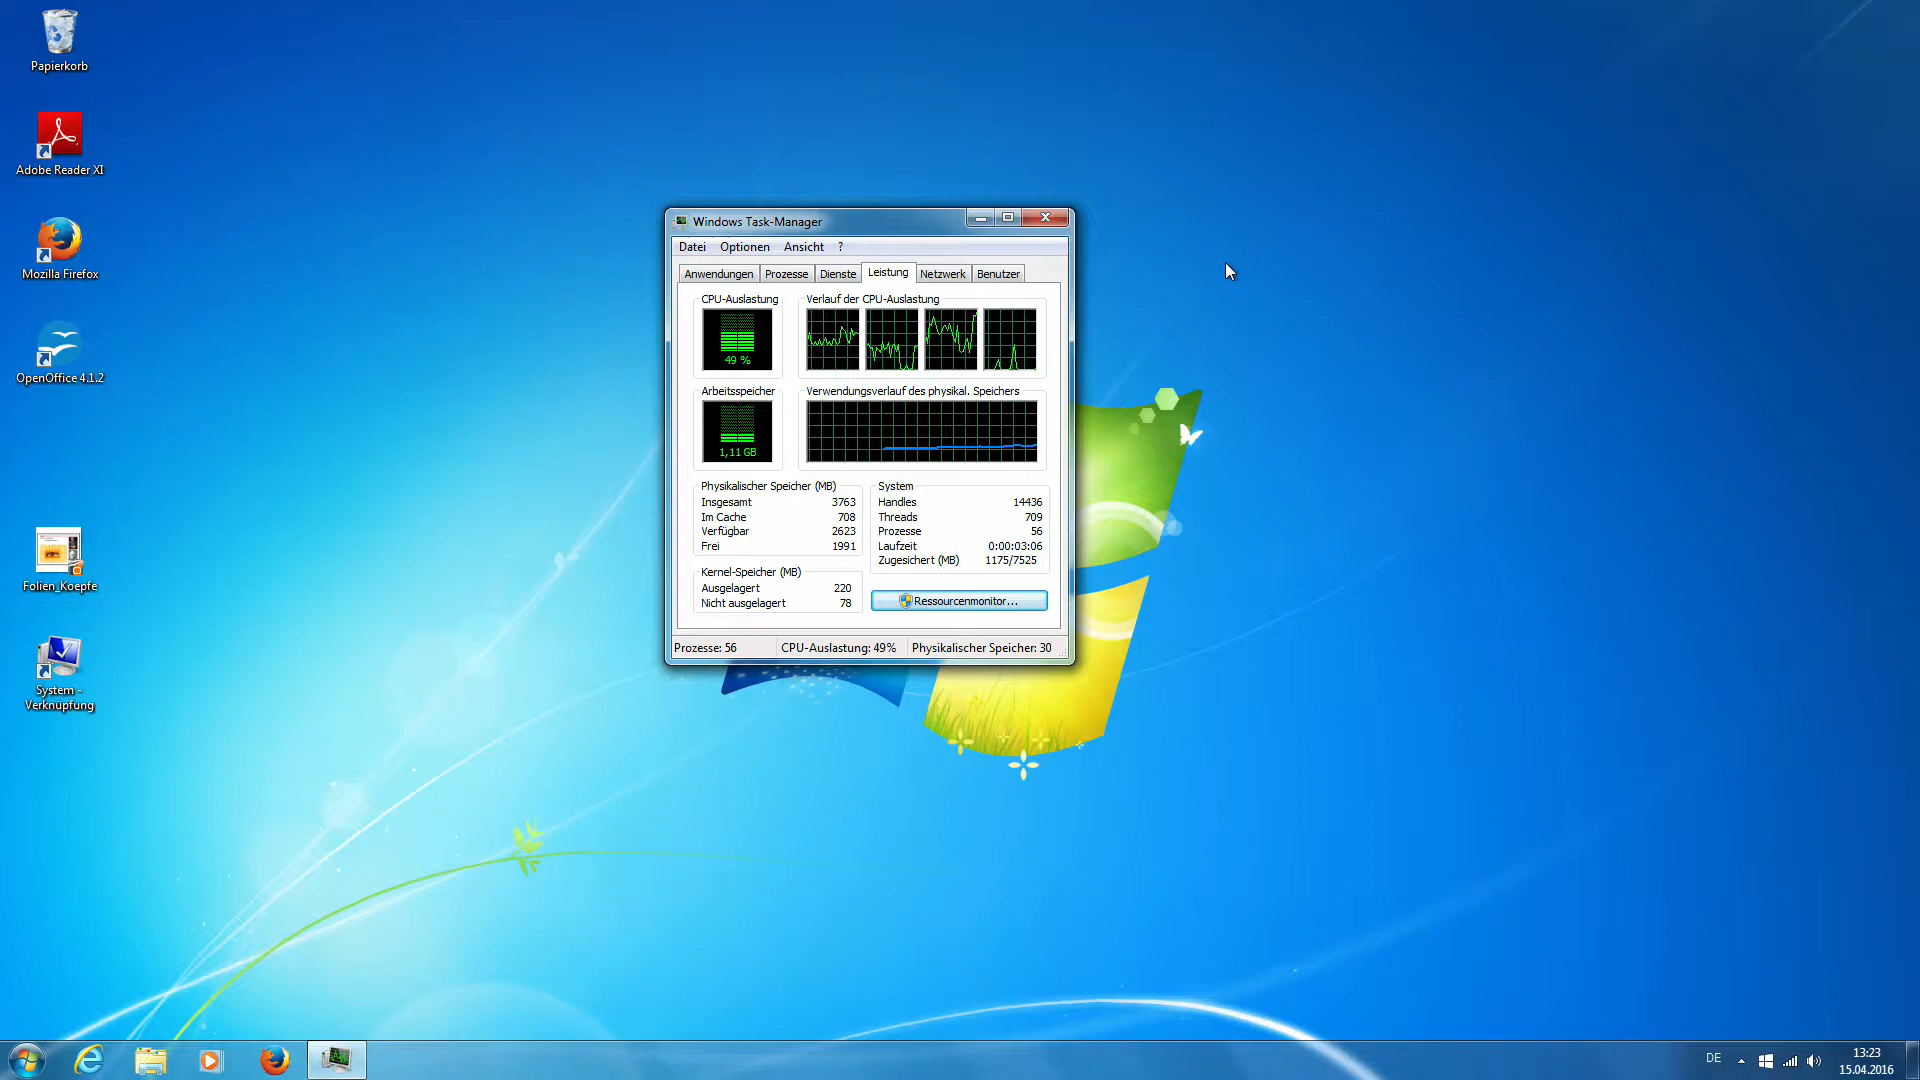 Papierkorb
Adobe Reader XI
Mozilla Firefox
OpenOffice 4.1.2
Folien_Koepfe
System -
Verknüpfung
Windows Task-Manager
Datei Optionen Ansicht ?
Anwendungen Prozesse Dienste Leistung Netzwerk Benutzer
CPU-Auslastung Verlauf der CPU-Auslastung
49 %
Arbeitsspeicher Verwendungsverlauf des physikal. Speichers
1,11 GB
Physikalischer Speicher (MB)
Insgesamt 3763
Im Cache 708
Verfügbar 2623
Frei 1991
Kernel-Speicher (MB)
Ausgelagert 220
Nicht ausgelagert 78
System
Handles 14436
Threads 709
Prozesse 56
Laufzeit 0:00:03:06
Zugesichert (MB) 1175/7525
Ressourcenmonitor...
Prozesse: 56 CPU-Auslastung: 49% Physikalischer Speicher: 30
DE
13:23
15.04.2016